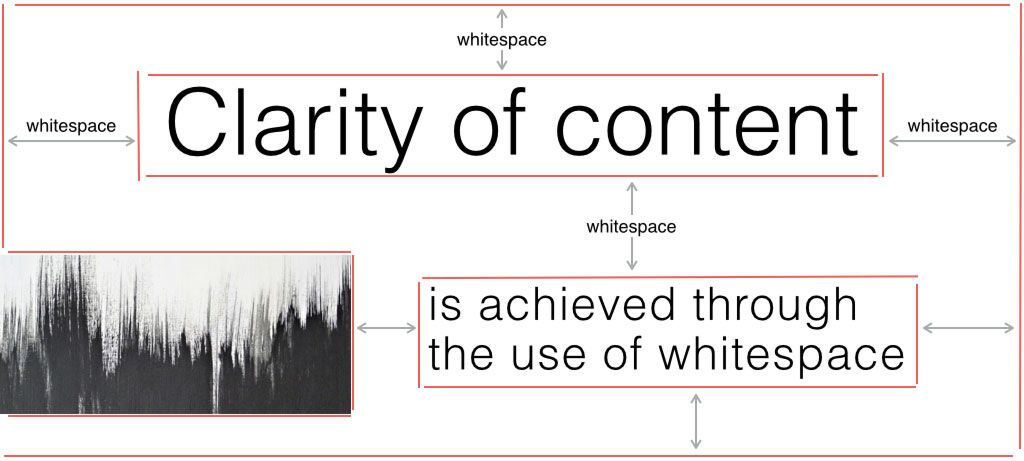 whitespace
Clarity of content
whitespace
whitespace
whitespace
is achieved through
the use of whitespace